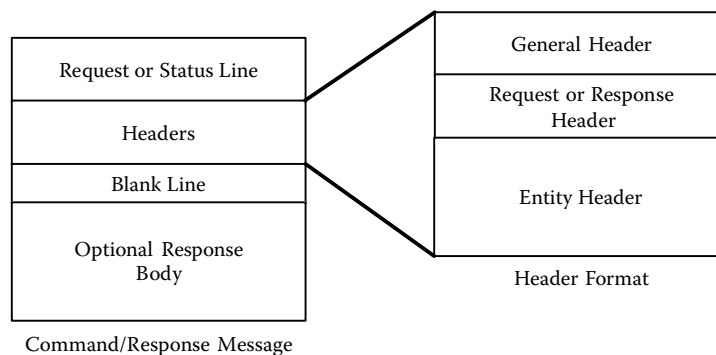 Request or Status Line
Headers
Blank Line
Optional Response
Body
Command/Response Message
General Header
Request or Response
Header
Entity Header
Header Format